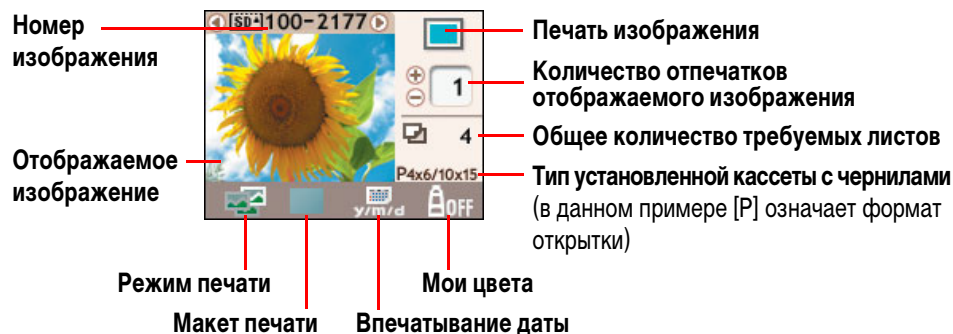 Номер
изображения
SD
100-2177
Печать изображения
1
Количество отпечатков
отображаемого изображения
4
Общее количество требуемых листов
Отображаемое
изображение
P4x6/10x15
Тип установленной кассеты с чернилами
(в данном примере [P] означает формат
открытки)
y/m/d
OFF
Режим печати
Мои цвета
Макет печати
Впечатывание даты